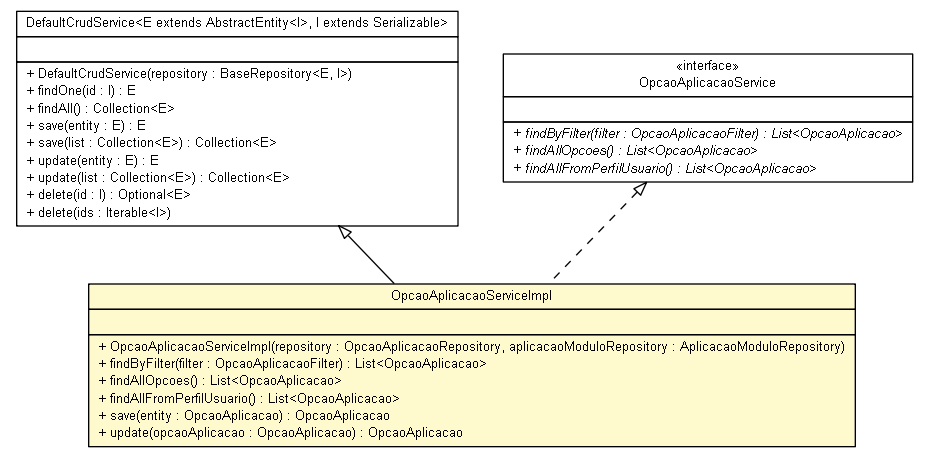 DefaultCrudService<E extends AbstractEntity<I>, I extends Serializable>
+ DefaultCrudService(repository : BaseRepository<E, I>)
+ findOne(id : I) : E
+ findAll() : Collection<E>
+ save(entity : E) : E
+ save(list : Collection<E>) : Collection<E>
+ update(entity : E) : E
+ update(list : Collection<E>) : Collection<E>
+ delete(id : I) : Optional<E>
+ delete(ids : Iterable<I>)
«interface»
OpcaoAplicacaoService
+ findByFilter(filter : OpcaoAplicacaoFilter) : List<OpcaoAplicacao>
+ findAllOpcoes() : List<OpcaoAplicacao>
+ findAllFromPerfilUsuario() : List<OpcaoAplicacao>
OpcaoAplicacaoServiceImpl
+ OpcaoAplicacaoServiceImpl(repository : OpcaoAplicacaoRepository, aplicacaoModuloRepository : AplicacaoModuloRepository)
+ findByFilter(filter : OpcaoAplicacaoFilter) : List<OpcaoAplicacao>
+ findAllOpcoes() : List<OpcaoAplicacao>
+ findAllFromPerfilUsuario() : List<OpcaoAplicacao>
+ save(entity : OpcaoAplicacao) : OpcaoAplicacao
+ update(opcaoAplicacao : OpcaoAplicacao) : OpcaoAplicacao